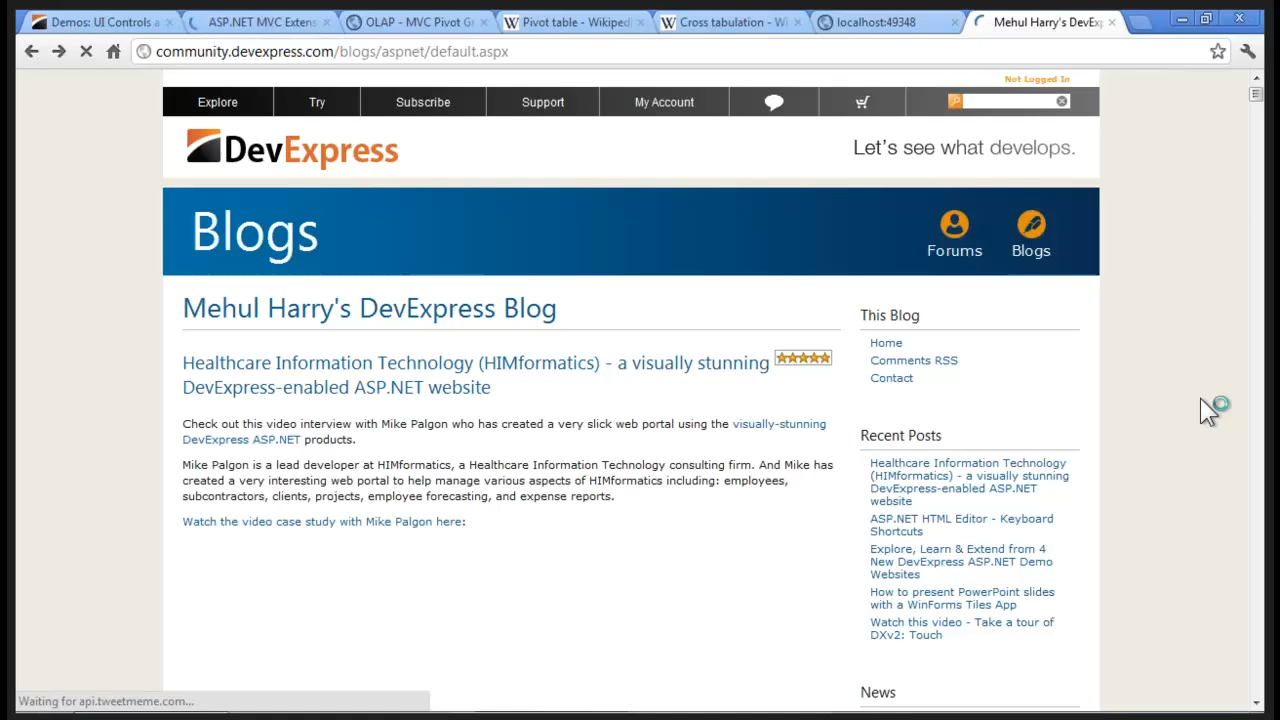 Demos: UI Controls a
ASP.NET MVC Extens
OLAP - MVC Pivot Gr
Pivot table - Wikiped
Cross tabulation - Wi
localhost:49348
Mehul Harry's DevExp
community.devexpress.com/blogs/aspnet/default.aspx
Not Logged In
Explore
Try
Subscribe
Support
My Account
DevExpress
Let's see what develops.
Blogs
Forums
Blogs
Mehul Harry's DevExpress Blog
Healthcare Information Technology (HIMformatics) - a visually stunning
DevExpress-enabled ASP.NET website
Check out this video interview with Mike Palgon who has created a very slick web portal using the visually-stunning
DevExpress ASP.NET products.
Mike Palgon is a lead developer at HIMformatics, a Healthcare Information Technology consulting firm. And Mike has
created a very interesting web portal to help manage various aspects of HIMformatics including: employees,
subcontractors, clients, projects, employee forecasting, and expense reports.
Watch the video case study with Mike Palgon here:
This Blog
Home
Comments RSS
Contact
Recent Posts
Healthcare Information Technology
(HIMformatics) - a visually stunning
DevExpress-enabled ASP.NET
website
ASP.NET HTML Editor - Keyboard
Shortcuts
Explore, Learn & Extend from 4
New DevExpress ASP.NET Demo
Websites
How to present PowerPoint slides
with a WinForms Tiles App
Watch this video - Take a tour of
DXv2: Touch
News
Waiting for api.tweetmeme.com...